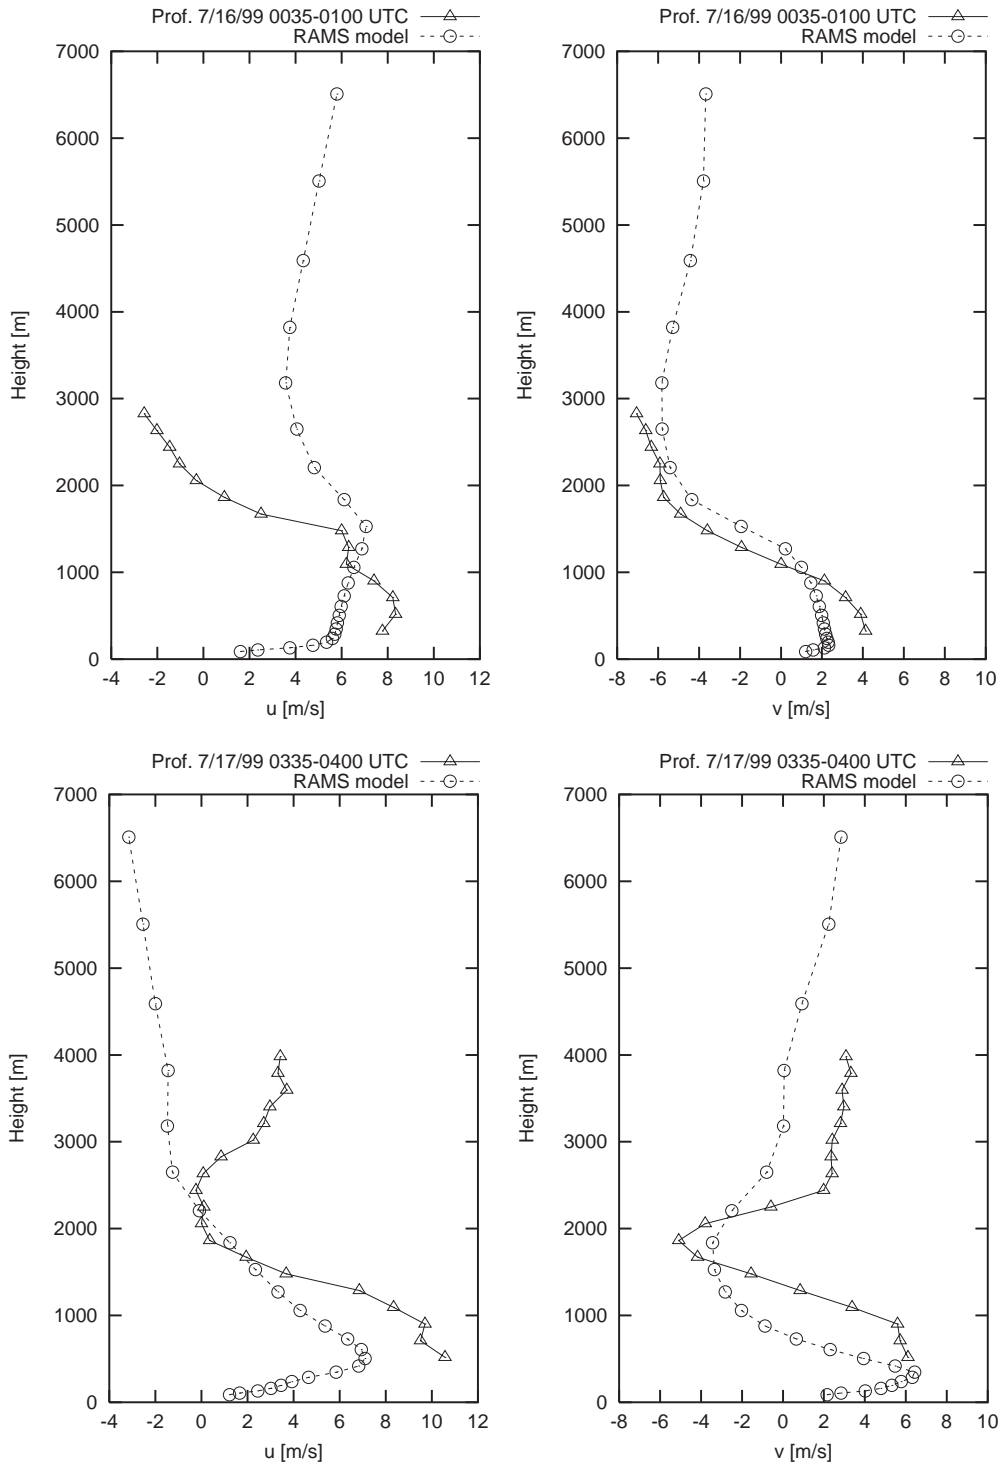 Prof. 7/16/99 0035-0100 UTC
RAMS model
7000
6000
5000
4000
3000
2000
1000
0
Height [m]
-4 -2 0 2 4 6 8 10 12
u [m/s]
Prof. 7/16/99 0035-0100 UTC
RAMS model
7000
6000
5000
4000
3000
2000
1000
0
Height [m]
-8 -6 -4 -2 0 2 4 6 8 10
v [m/s]
Prof. 7/17/99 0335-0400 UTC
RAMS model
7000
6000
5000
4000
3000
2000
1000
0
Height [m]
-4 -2 0 2 4 6 8 10 12
u [m/s]
Prof. 7/17/99 0335-0400 UTC
RAMS model
7000
6000
5000
4000
3000
2000
1000
0
Height [m]
-8 -6 -4 -2 0 2 4 6 8 10
v [m/s]